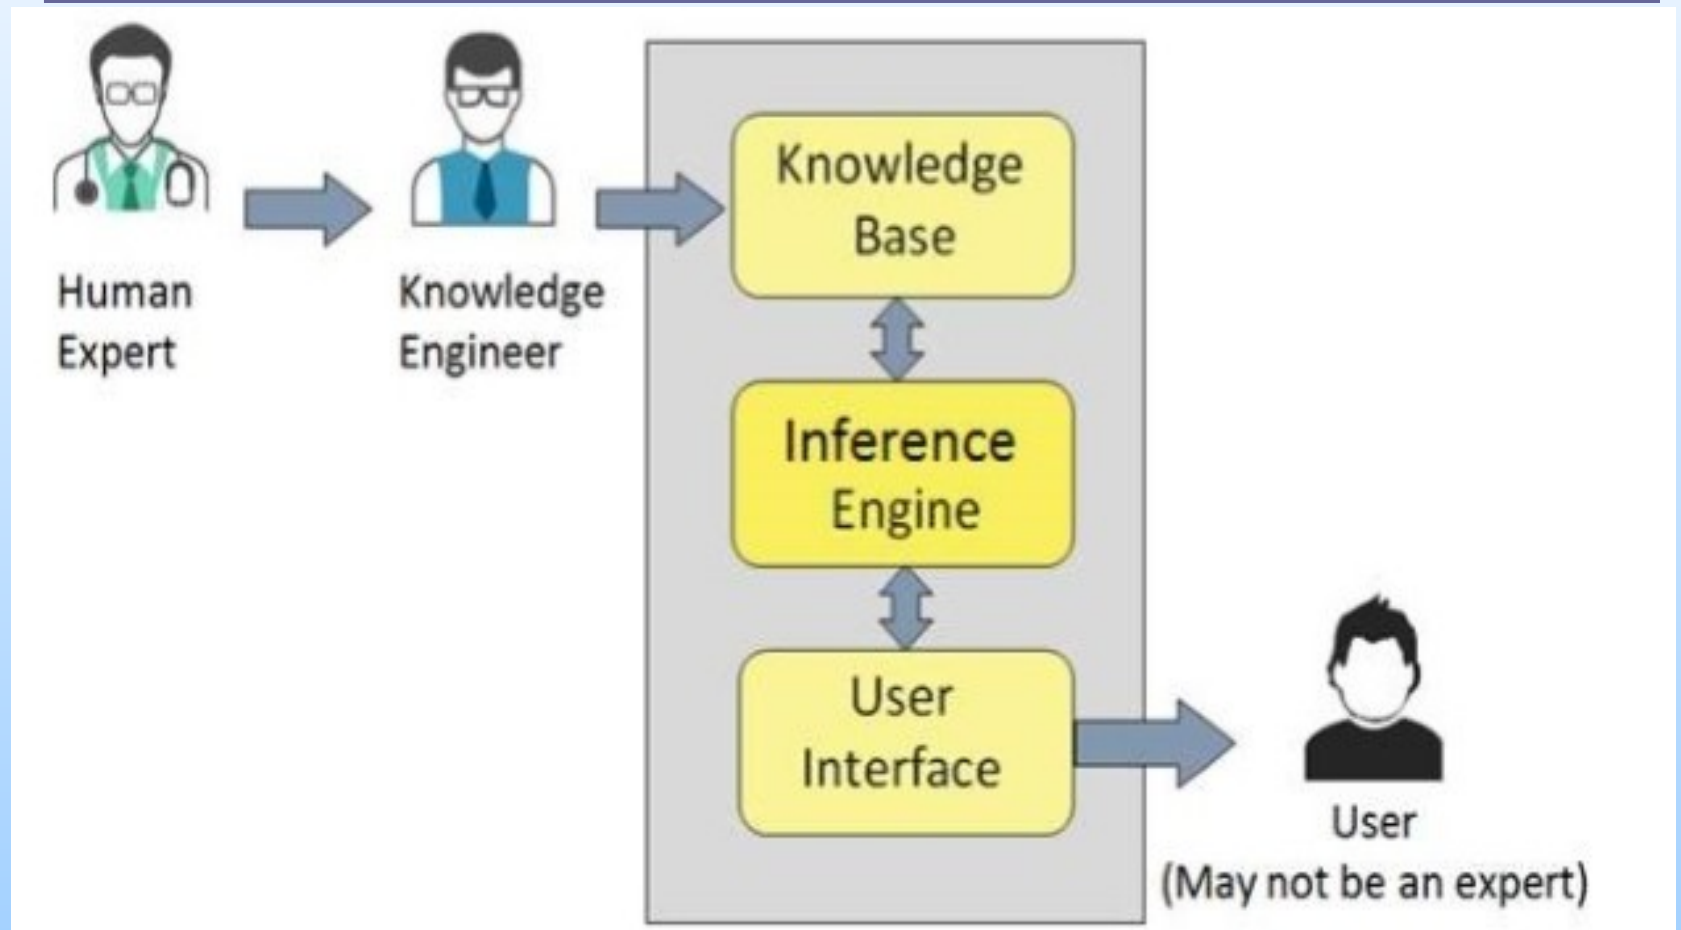 Human
Expert
Knowledge
Engineer
Knowledge
Base
Inference
Engine
User
Interface
User
(May not be an expert)